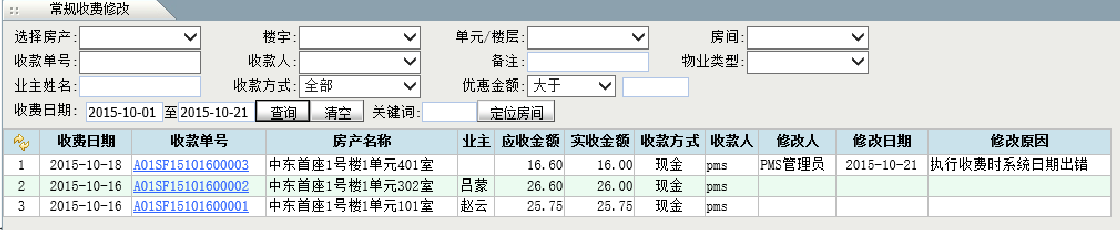 常规收费修改
选择房产: 楼宇: 单元/楼层: 房间:
收款单号: 收款人: 备注: 物业类型:
业主姓名: 收款方式: 全部 优惠金额: 大于
收费日期: 2015-10-01 至 2015-10-21 查询 清空 关键词: 定位房间
收费日期 收款单号 房产名称 业主 应收金额 实收金额 收款方式 收款人 修改人 修改日期 修改原因
1 2015-10-18 A01SF15101600003 中东首座1号楼1单元401室 16.60 16.00 现金 pms PMS管理员 2015-10-21 执行收费时系统日期出错
2 2015-10-16 A01SF15101600002 中东首座1号楼1单元302室 吕蒙 26.60 26.00 现金 pms
3 2015-10-16 A01SF15101600001 中东首座1号楼1单元101室 赵云 25.75 25.75 现金 pms